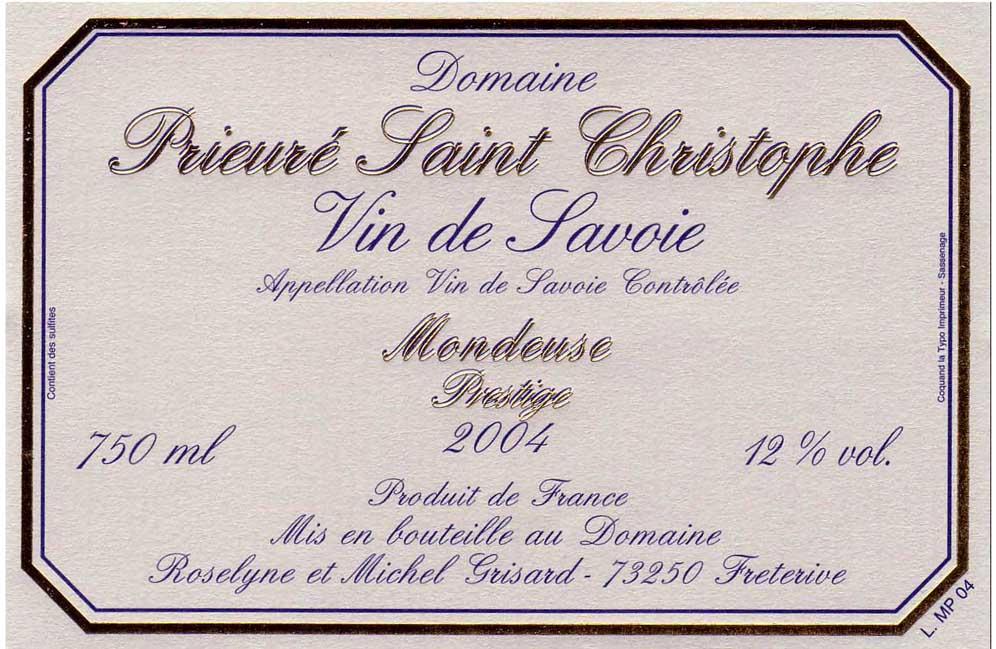 Domaine
Prieuré Saint Christophe
Vin de Savoie
Appellation Vin de Savoie Contrôlée
Mondeuse
Prestige
2004
750 ml
12 % vol.
Produit de France
Mis en bouteille au Domaine
Roselyne et Michel Grisard - 73250 Freterive
Contient des sulfites
Coquand la Typo Imprimeur - Sassenage
L. MP 04